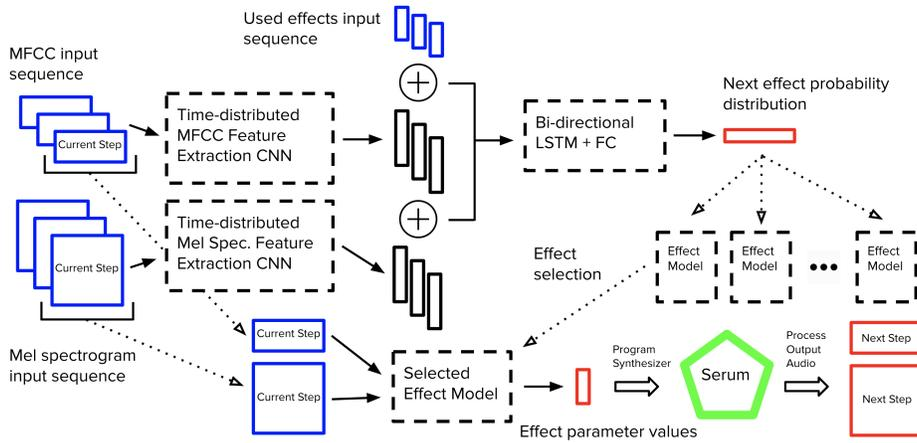 Used effects input
sequence
MFCC input
sequence
Current Step
Time-distributed
MFCC Feature
Extraction CNN
Bi-directional
LSTM + FC
Next effect probability
distribution
Current Step
Time-distributed
Mel Spec. Feature
Extraction CNN
Effect
selection
Effect
Model
Effect
Model
Effect
Model
Mel spectrogram
input sequence
Current Step
Current Step
Selected
Effect Model
Effect parameter values
Program
Synthesizer
Serum
Process
Output
Audio
Next Step
Next Step